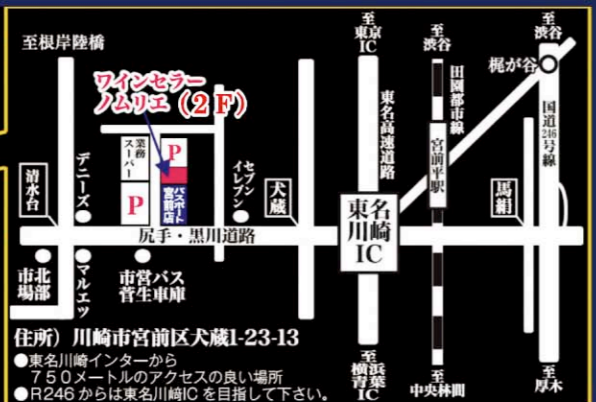 至根岸陸橋
ワインセラー
ノムリエ（2F）
業務
スーパー
P
P
パスポート
宮前店
清水台
デニーズ
セブン
イレブン
犬蔵
至
東京
IC
東名高速道路
至
渋谷
田園都市線
宮前平駅
至
渋谷
梶が谷
国道246号線
馬絹
東名
川崎
IC
尻手・黒川道路
北部
市場
マルエツ
市営バス
菅生車庫
至
横浜
青葉
IC
至
中央林間
至
厚木
住所）川崎市宮前区犬蔵1-23-13
●東名川崎インターから
７５０メートルのアクセスの良い場所
●R246からは東名川崎ICを目指して下さい。